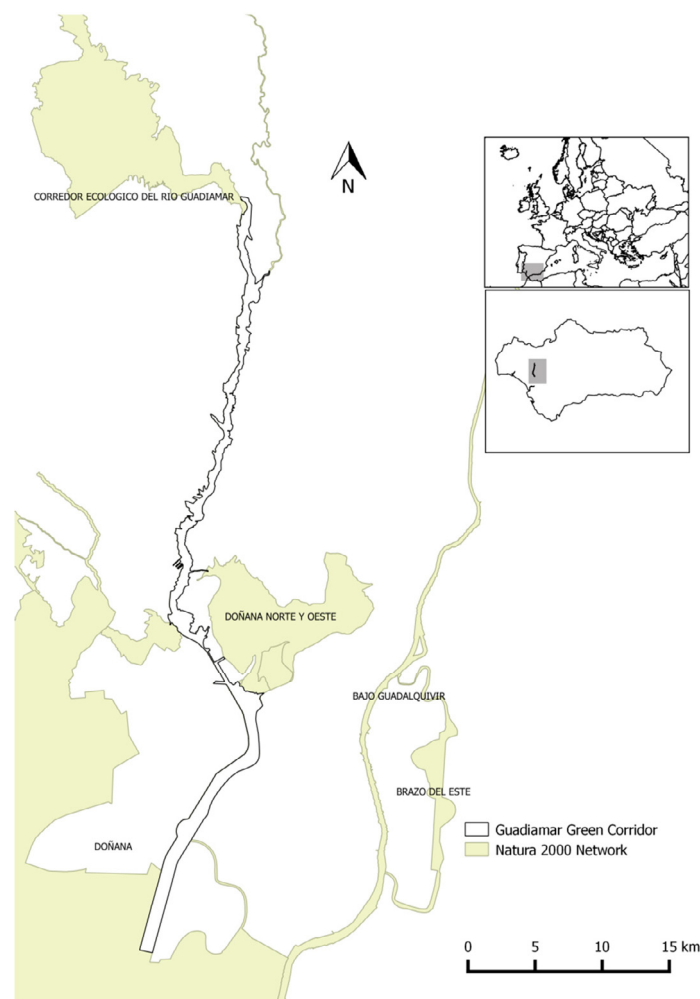 N
CORREDOR ECOLOGICO DEL RIO GUADIAMAR
DOÑANA NORTE Y OESTE
BAJO GUADALQUIVIR
BRAZO DEL ESTE
DOÑANA
Guadiamar Green Corridor
Natura 2000 Network
0 5 10 15 km